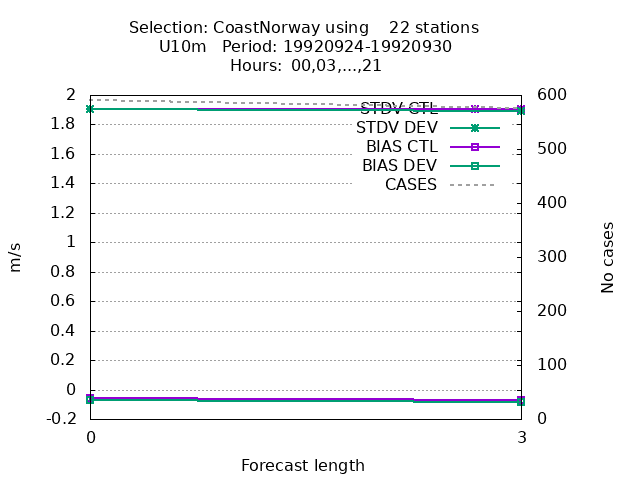 Selection: CoastNorway using 22 stations
U10m Period: 19920924-19920930
Hours: 00,03,...,21
2
1.8
1.6
1.4
1.2
1
0.8
0.6
0.4
0.2
0
-0.2
m/s
STDV CTL
STDV DEV
BIAS CTL
BIAS DEV
CASES
600
500
400
300
200
100
0
No cases
0
3
Forecast length